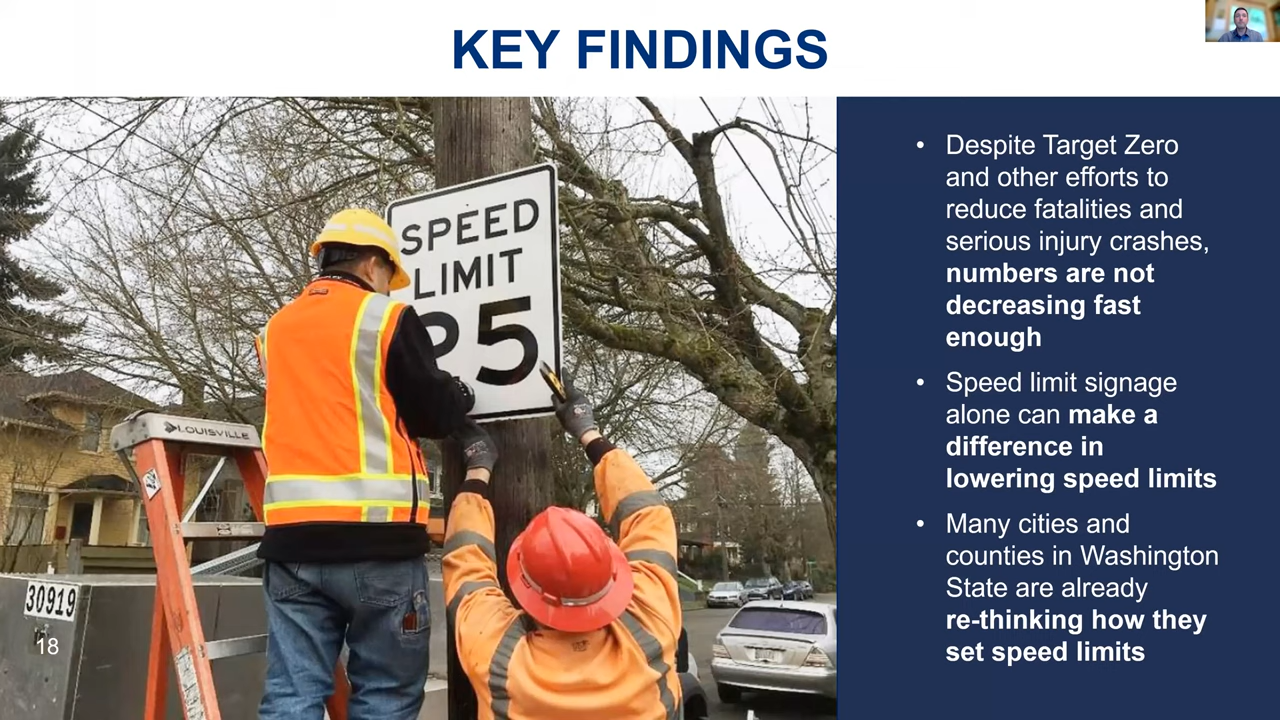 KEY FINDINGS
SPEED
LIMIT
25
LOUISVILLE
30919
18
• Despite Target Zero
and other efforts to
reduce fatalities and
serious injury crashes,
numbers are not
decreasing fast
enough
• Speed limit signage
alone can make a
difference in
lowering speed limits
• Many cities and
counties in Washington
State are already
re-thinking how they
set speed limits